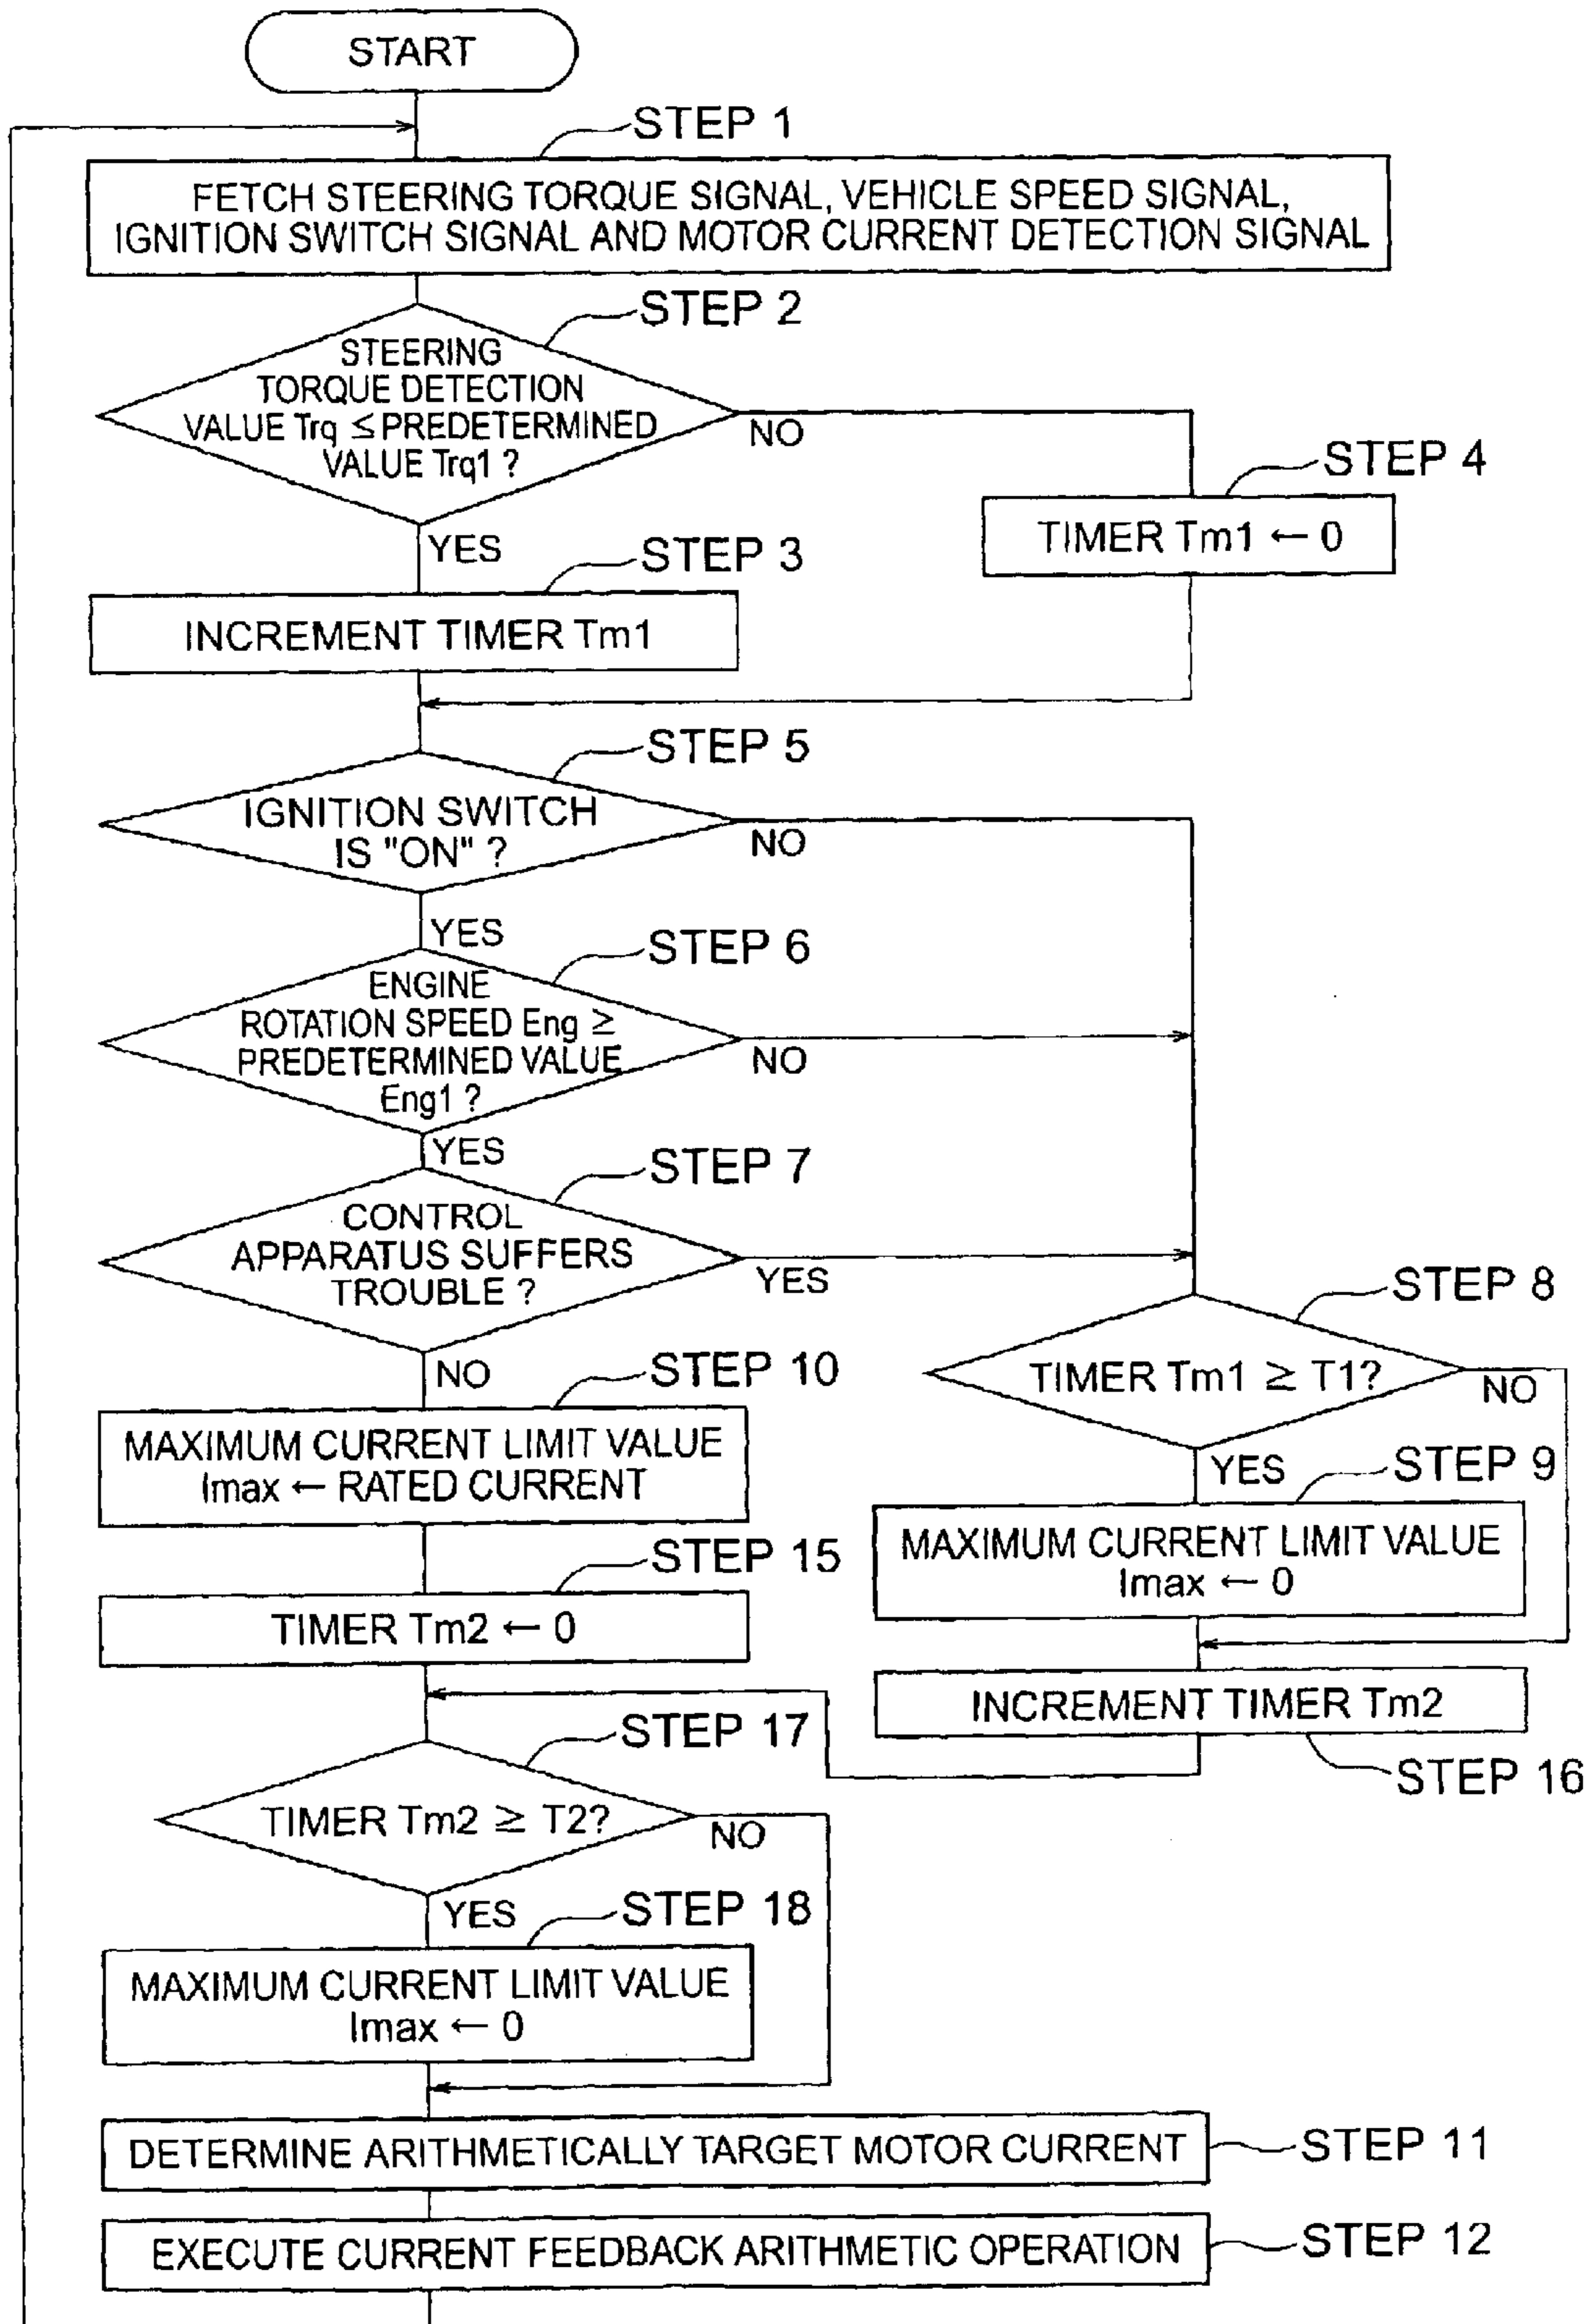 START
STEP 1
FETCH STEERING TORQUE SIGNAL, VEHICLE SPEED SIGNAL,
IGNITION SWITCH SIGNAL AND MOTOR CURRENT DETECTION SIGNAL
STEP 2
STEERING
TORQUE DETECTION
VALUE Trq ≤ PREDETERMINED
VALUE Trq1 ?
NO
STEP 4
TIMER Tm1 ← 0
YES
STEP 3
INCREMENT TIMER Tm1
STEP 5
IGNITION SWITCH
IS "ON" ?
NO
YES
STEP 6
ENGINE
ROTATION SPEED Eng ≥
PREDETERMINED VALUE
Eng1 ?
NO
YES
STEP 7
CONTROL
APPARATUS SUFFERS
TROUBLE ?
YES
STEP 8
TIMER Tm1 ≥ T1?
NO
NO
STEP 10
MAXIMUM CURRENT LIMIT VALUE
Imax ← RATED CURRENT
YES
STEP 9
MAXIMUM CURRENT LIMIT VALUE
Imax ← 0
STEP 15
TIMER Tm2 ← 0
INCREMENT TIMER Tm2
STEP 16
STEP 17
TIMER Tm2 ≥ T2?
NO
YES
STEP 18
MAXIMUM CURRENT LIMIT VALUE
Imax ← 0
DETERMINE ARITHMETICALLY TARGET MOTOR CURRENT
STEP 11
EXECUTE CURRENT FEEDBACK ARITHMETIC OPERATION
STEP 12